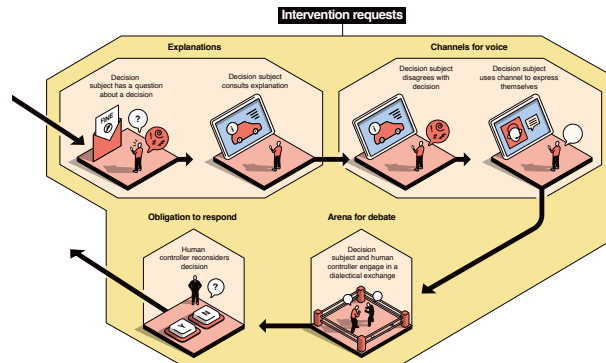 Intervention requests
Explanations
Channels for voice
Decision
subject has a question
about a decision
Decision subject
consults explanation
Decision subject
disagrees with
decision
Decision subject
uses channel to express
themselves
FINE
?
!
#
i
i
!
#
Obligation to respond
Arena for debate
Human
controller reconsiders
decision
?
Y
N
Decision
subject and human
controller engage in a
dialectical exchange